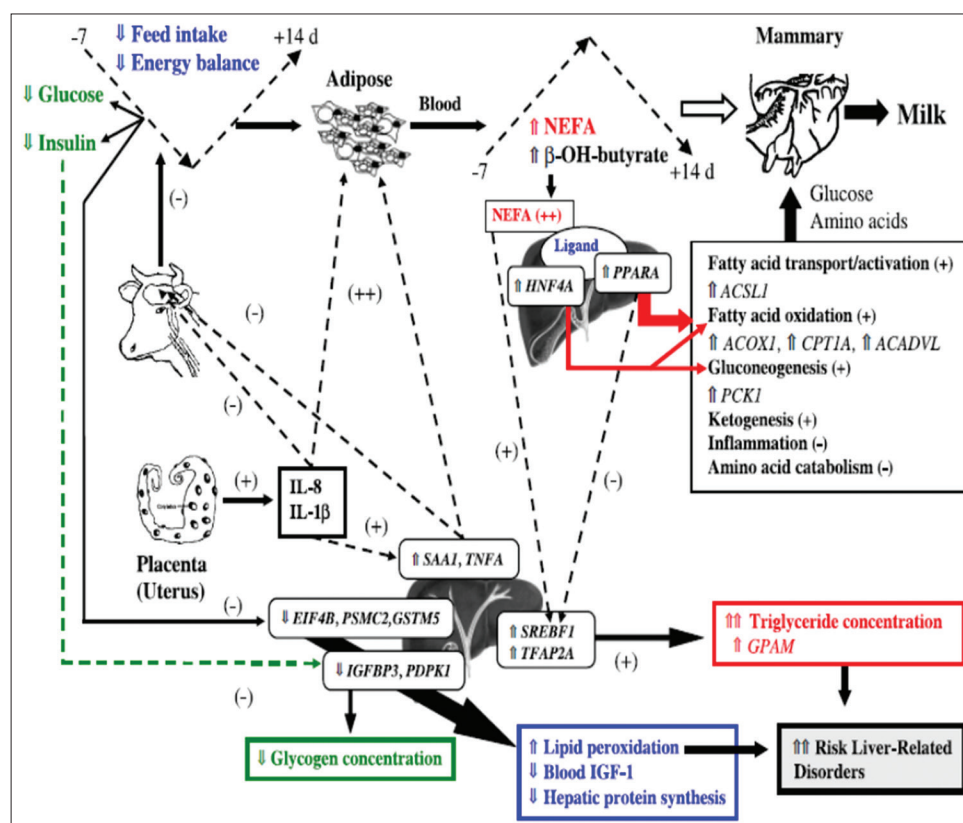 -7
⇓ Feed intake
⇓ Energy balance
+14 d
⇓ Glucose
⇓ Insulin
Adipose
Blood
⇑ NEFA
⇑ β-OH-butyrate
-7
+14 d
Mammary
Milk
Glucose
Amino acids
(-)
NEFA (++)
Ligand
⇑ HNF4A
⇑ PPARA
Fatty acid transport/activation (+)
⇑ ACSL1
Fatty acid oxidation (+)
⇑ ACOX1, ⇑ CPT1A, ⇑ ACADVL
Gluconeogenesis (+)
⇑ PCK1
Ketogenesis (+)
Inflammation (-)
Amino acid catabolism (-)
(++)
(-)
(-)
(+)
(-)
(+)
IL-8
IL-1β
(+)
Placenta
(Uterus)
⇑ SAA1, TNFA
(-)
⇓ EIF4B, PSMC2,GSTM5
⇓ IGFBP3, PDPK1
(-)
⇑ SREBF1
⇑ TFAP2A
(+)
⇑⇑ Triglyceride concentration
⇑ GPAM
⇓ Glycogen concentration
⇑ Lipid peroxidation
⇓ Blood IGF-1
⇓ Hepatic protein synthesis
⇑⇑ Risk Liver-Related
Disorders